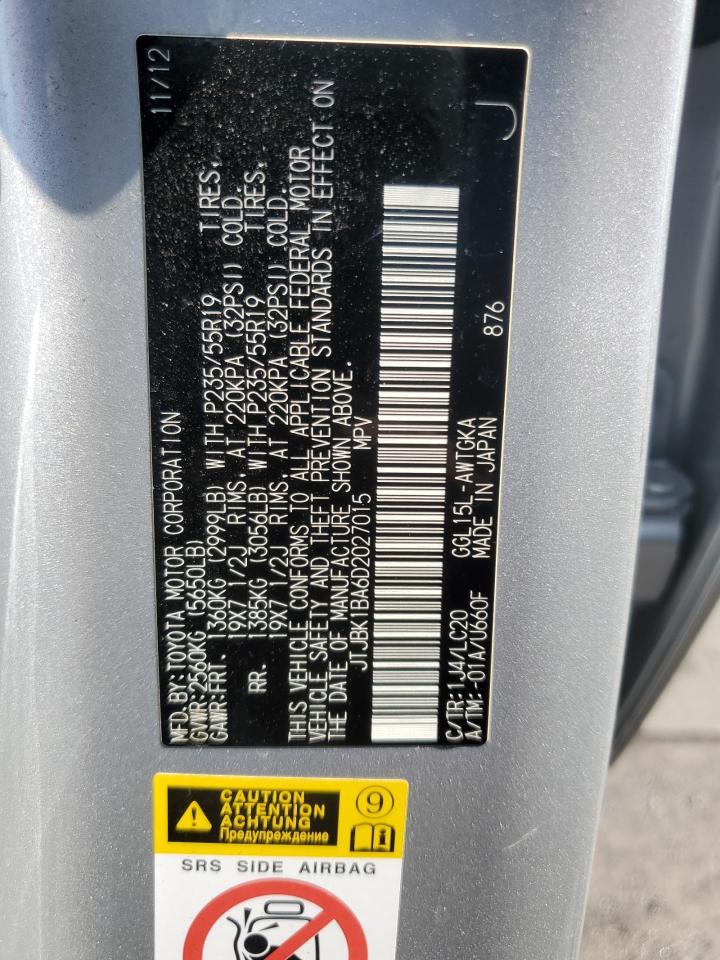 MFD.BY:TOYOTA MOTOR CORPORATION 11/12
GVWR:2560KG (5650LB)
GAWR:FRT. 1360KG (2999LB) WITH P235/55R19 TIRES,
19X7 1/2J RIMS, AT 220KPA (32PSI) COLD.
RR. 1385KG (3056LB) WITH P235/55R19 TIRES,
19X7 1/2J RIMS, AT 220KPA (32PSI) COLD.
THIS VEHICLE CONFORMS TO ALL APPLICABLE FEDERAL MOTOR
VEHICLE SAFETY AND THEFT PREVENTION STANDARDS IN EFFECT ON
THE DATE OF MANUFACTURE SHOWN ABOVE.
JTJBK1BA6D2027015 MPV
C/TR:1J4/LC20 GGL15L-AWTGKA
A/TM:-01A/U660F MADE IN JAPAN 876 J
CAUTION
ATTENTION
ACHTUNG
Предупреждение
9
SRS SIDE AIRBAG